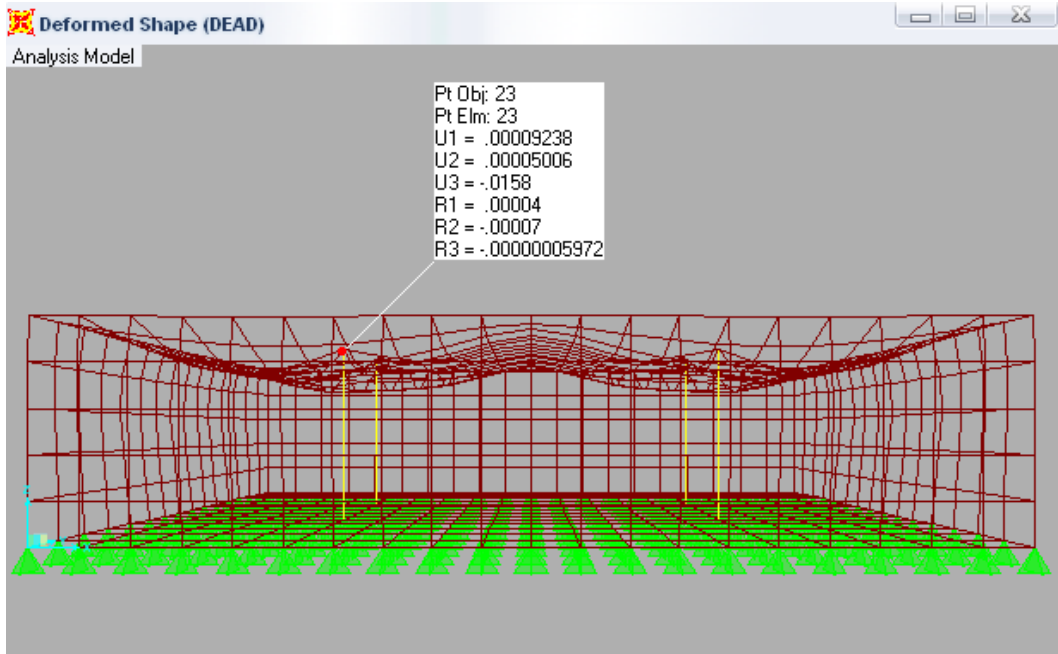 Deformed Shape (DEAD)
Analysis Model
Pt Obj: 23
Pt Elm: 23
U1 = .00009238
U2 = .00005006
U3 = -.0158
R1 = .00004
R2 = -.00007
R3 = -.00000005972